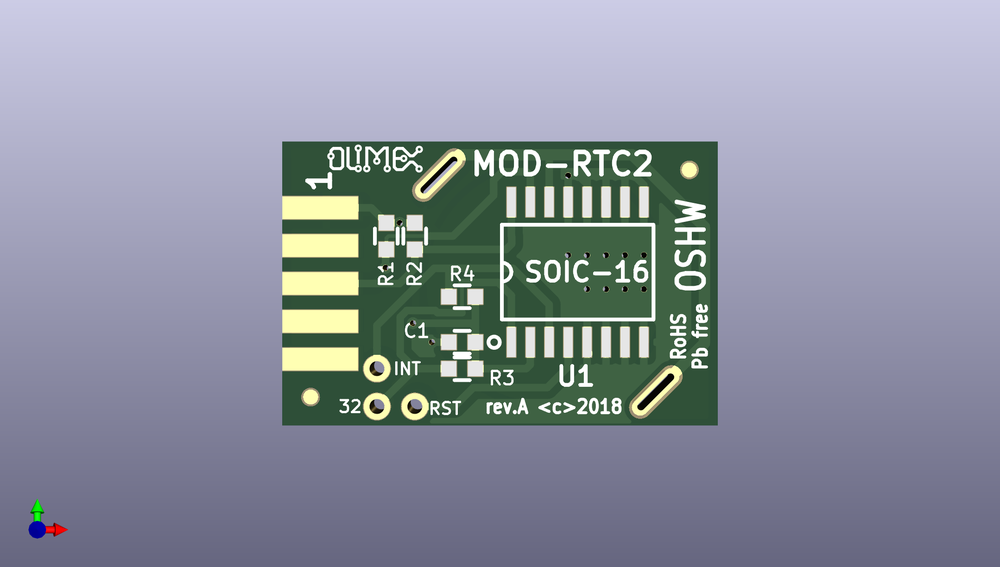 OLIMEX
MOD-RTC2
1
OSHW
R1
R2
R4
SOIC-16
C1
RoHS
Pb free
INT
R3
U1
32
RST
rev.A <c>2018